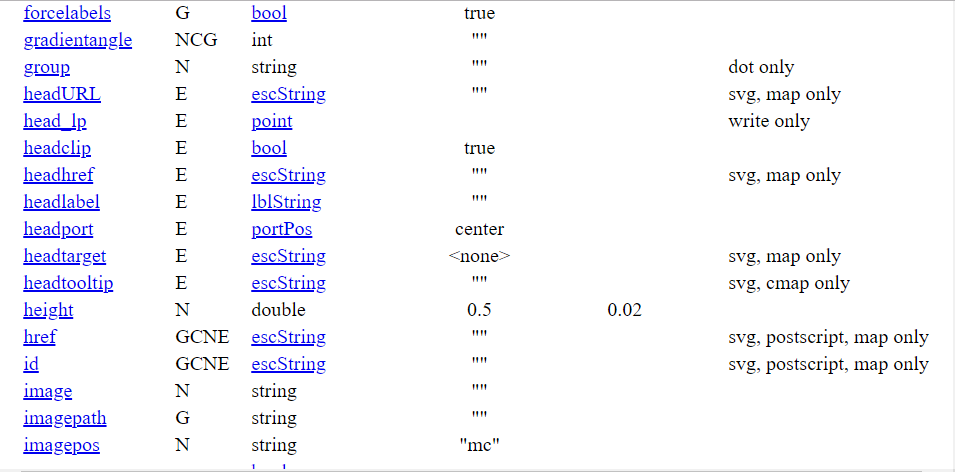 forcelabels G bool true
gradientangle NCG int ""
group N string "" dot only
headURL E escString "" svg, map only
head_lp E point write only
headclip E bool true
headhref E escString "" svg, map only
headlabel E lblString ""
headport E portPos center
headtarget E escString <none> svg, map only
headtooltip E escString "" svg, cmap only
height N double 0.5 0.02
href GCNE escString "" svg, postscript, map only
id GCNE escString "" svg, postscript, map only
image N string ""
imagepath G string ""
imagepos N string "mc"